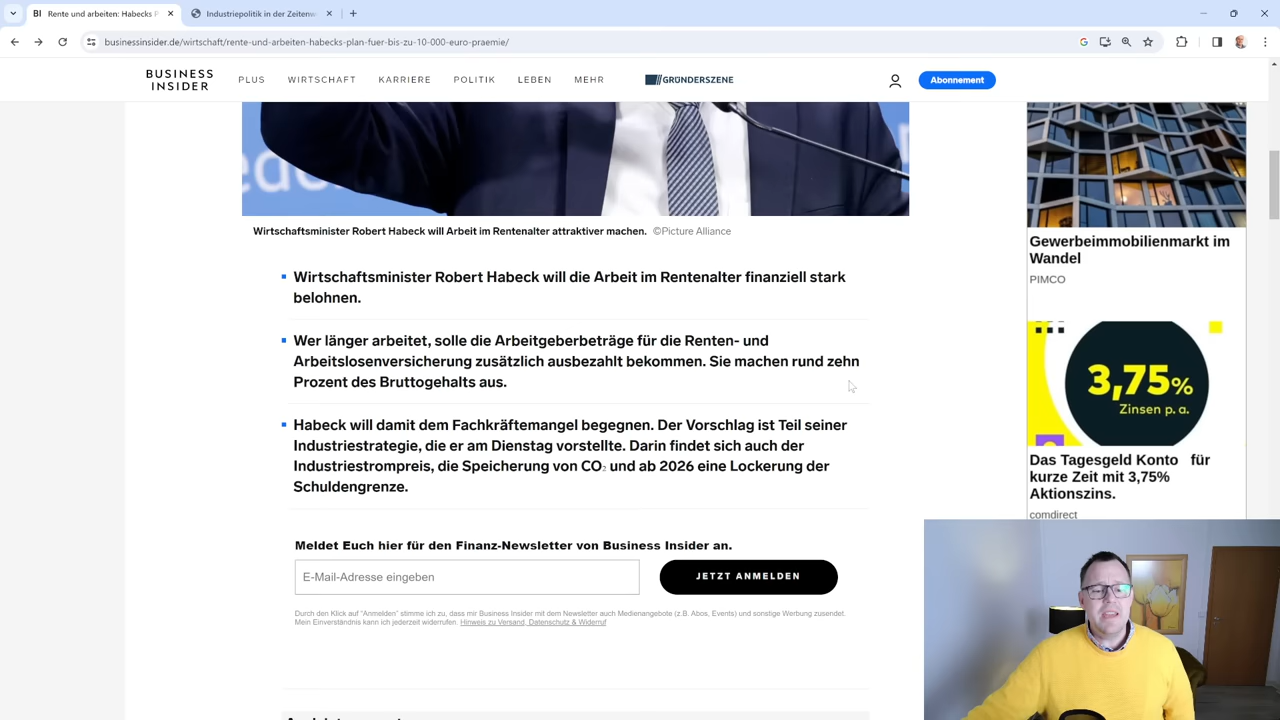 BI Rente und arbeiten: Habecks P
Industriepolitik in der Zeitenw
businessinsider.de/wirtschaft/rente-und-arbeiten-habecks-plan-fuer-bis-zu-10-000-euro-praemie/
BUSINESS
INSIDER
PLUS WIRTSCHAFT KARRIERE POLITIK LEBEN MEHR GRÜNDERSZENE
Abonnement
Wirtschaftsminister Robert Habeck will Arbeit im Rentenalter attraktiver machen. ©Picture Alliance
Wirtschaftsminister Robert Habeck will die Arbeit im Rentenalter finanziell stark
belohnen.
Wer länger arbeitet, solle die Arbeitgeberbeträge für die Renten- und
Arbeitslosenversicherung zusätzlich ausbezahlt bekommen. Sie machen rund zehn
Prozent des Bruttogehalts aus.
Habeck will damit dem Fachkräftemangel begegnen. Der Vorschlag ist Teil seiner
Industriestrategie, die er am Dienstag vorstellte. Darin findet sich auch der
Industriestrompreis, die Speicherung von CO₂ und ab 2026 eine Lockerung der
Schuldengrenze.
Meldet Euch hier für den Finanz-Newsletter von Business Insider an.
E-Mail-Adresse eingeben
JETZT ANMELDEN
Durch den Klick auf "Anmelden" stimme ich zu, dass mir Business Insider mit dem Newsletter auch Medienangebote (z.B. Abos, Events) und sonstige Werbung zusendet.
Mein Einverständnis kann ich jederzeit widerrufen. Hinweis zu Versand, Datenschutz & Widerruf
Gewerbeimmobilienmarkt im
Wandel
PIMCO
3,75%
Zinsen p. a.
Das Tagesgeld Konto für
kurze Zeit mit 3,75%
Aktionszins.
comdirect